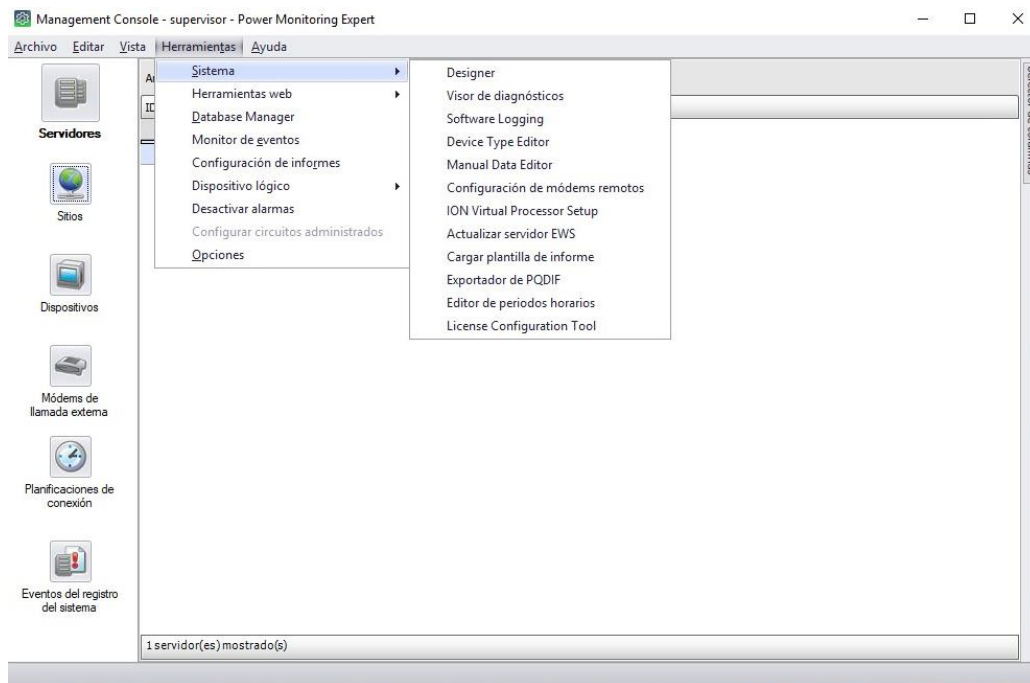 Management Console - supervisor - Power Monitoring Expert
Archivo Editar Vista Herramientas Ayuda
Servidores
Sitios
Dispositivos
Módems de
llamada externa
Planificaciones de
conexión
Eventos del registro
del sistema
Sistema
Herramientas web
Database Manager
Monitor de eventos
Configuración de informes
Dispositivo lógico
Desactivar alarmas
Configurar circuitos administrados
Opciones
Designer
Visor de diagnósticos
Software Logging
Device Type Editor
Manual Data Editor
Configuración de módems remotos
ION Virtual Processor Setup
Actualizar servidor EWS
Cargar plantilla de informe
Exportador de PQDIF
Editor de periodos horarios
License Configuration Tool
1 servidor(es) mostrado(s)